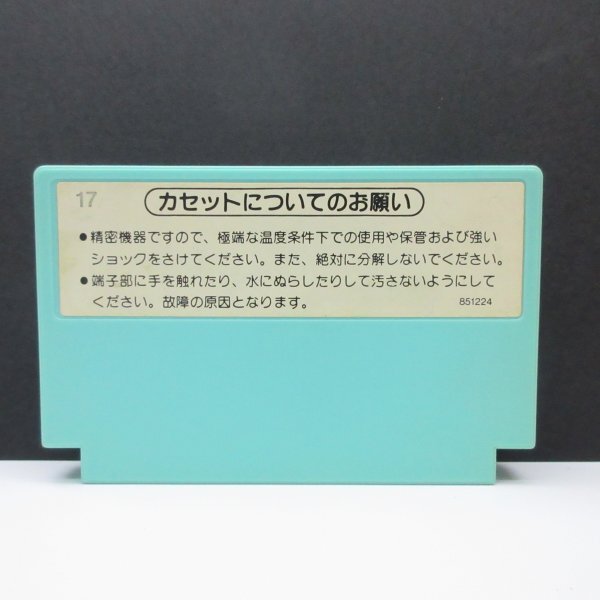 17
カセットについてのお願い
●精密機器ですので、極端な温度条件下での使用や保管および強い
ショックをさけてください。また、絶対に分解しないでください。
●端子部に手を触れたり、水にぬらしたりして汚さないようにして
ください。故障の原因となります。
851224